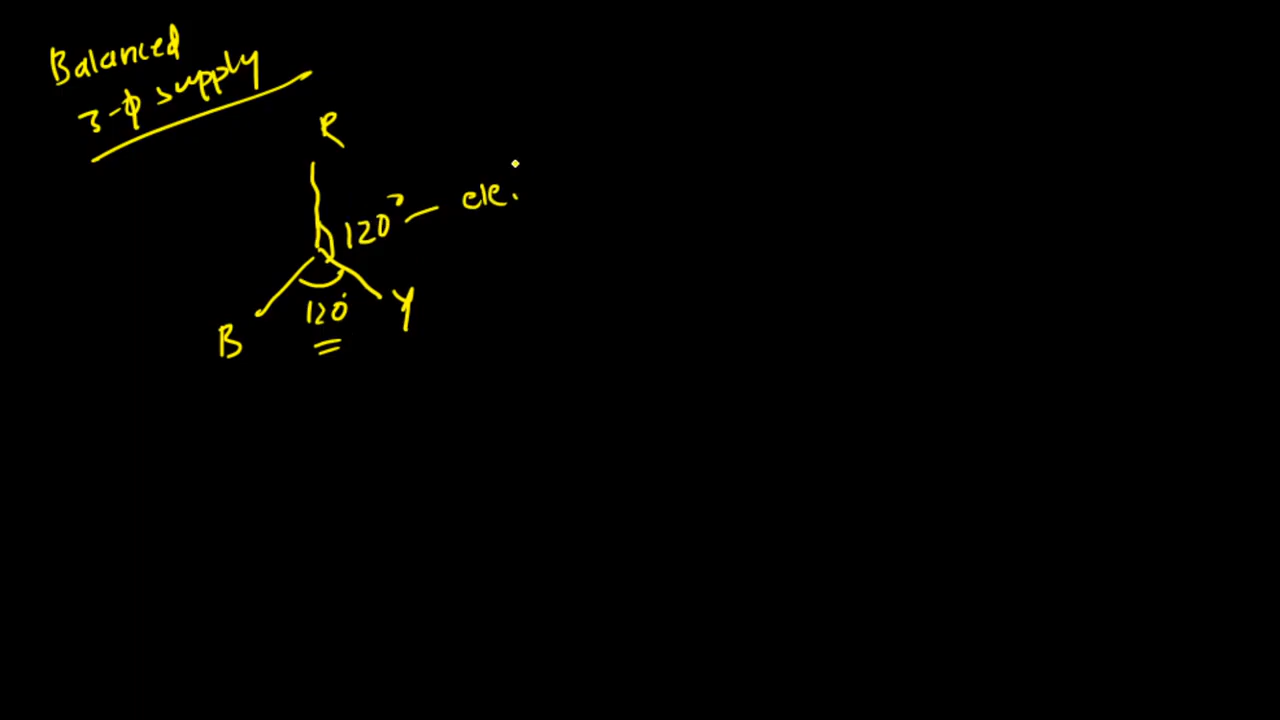 Balanced
3-ϕ supply
R
120° — ele.
120°
Y
B